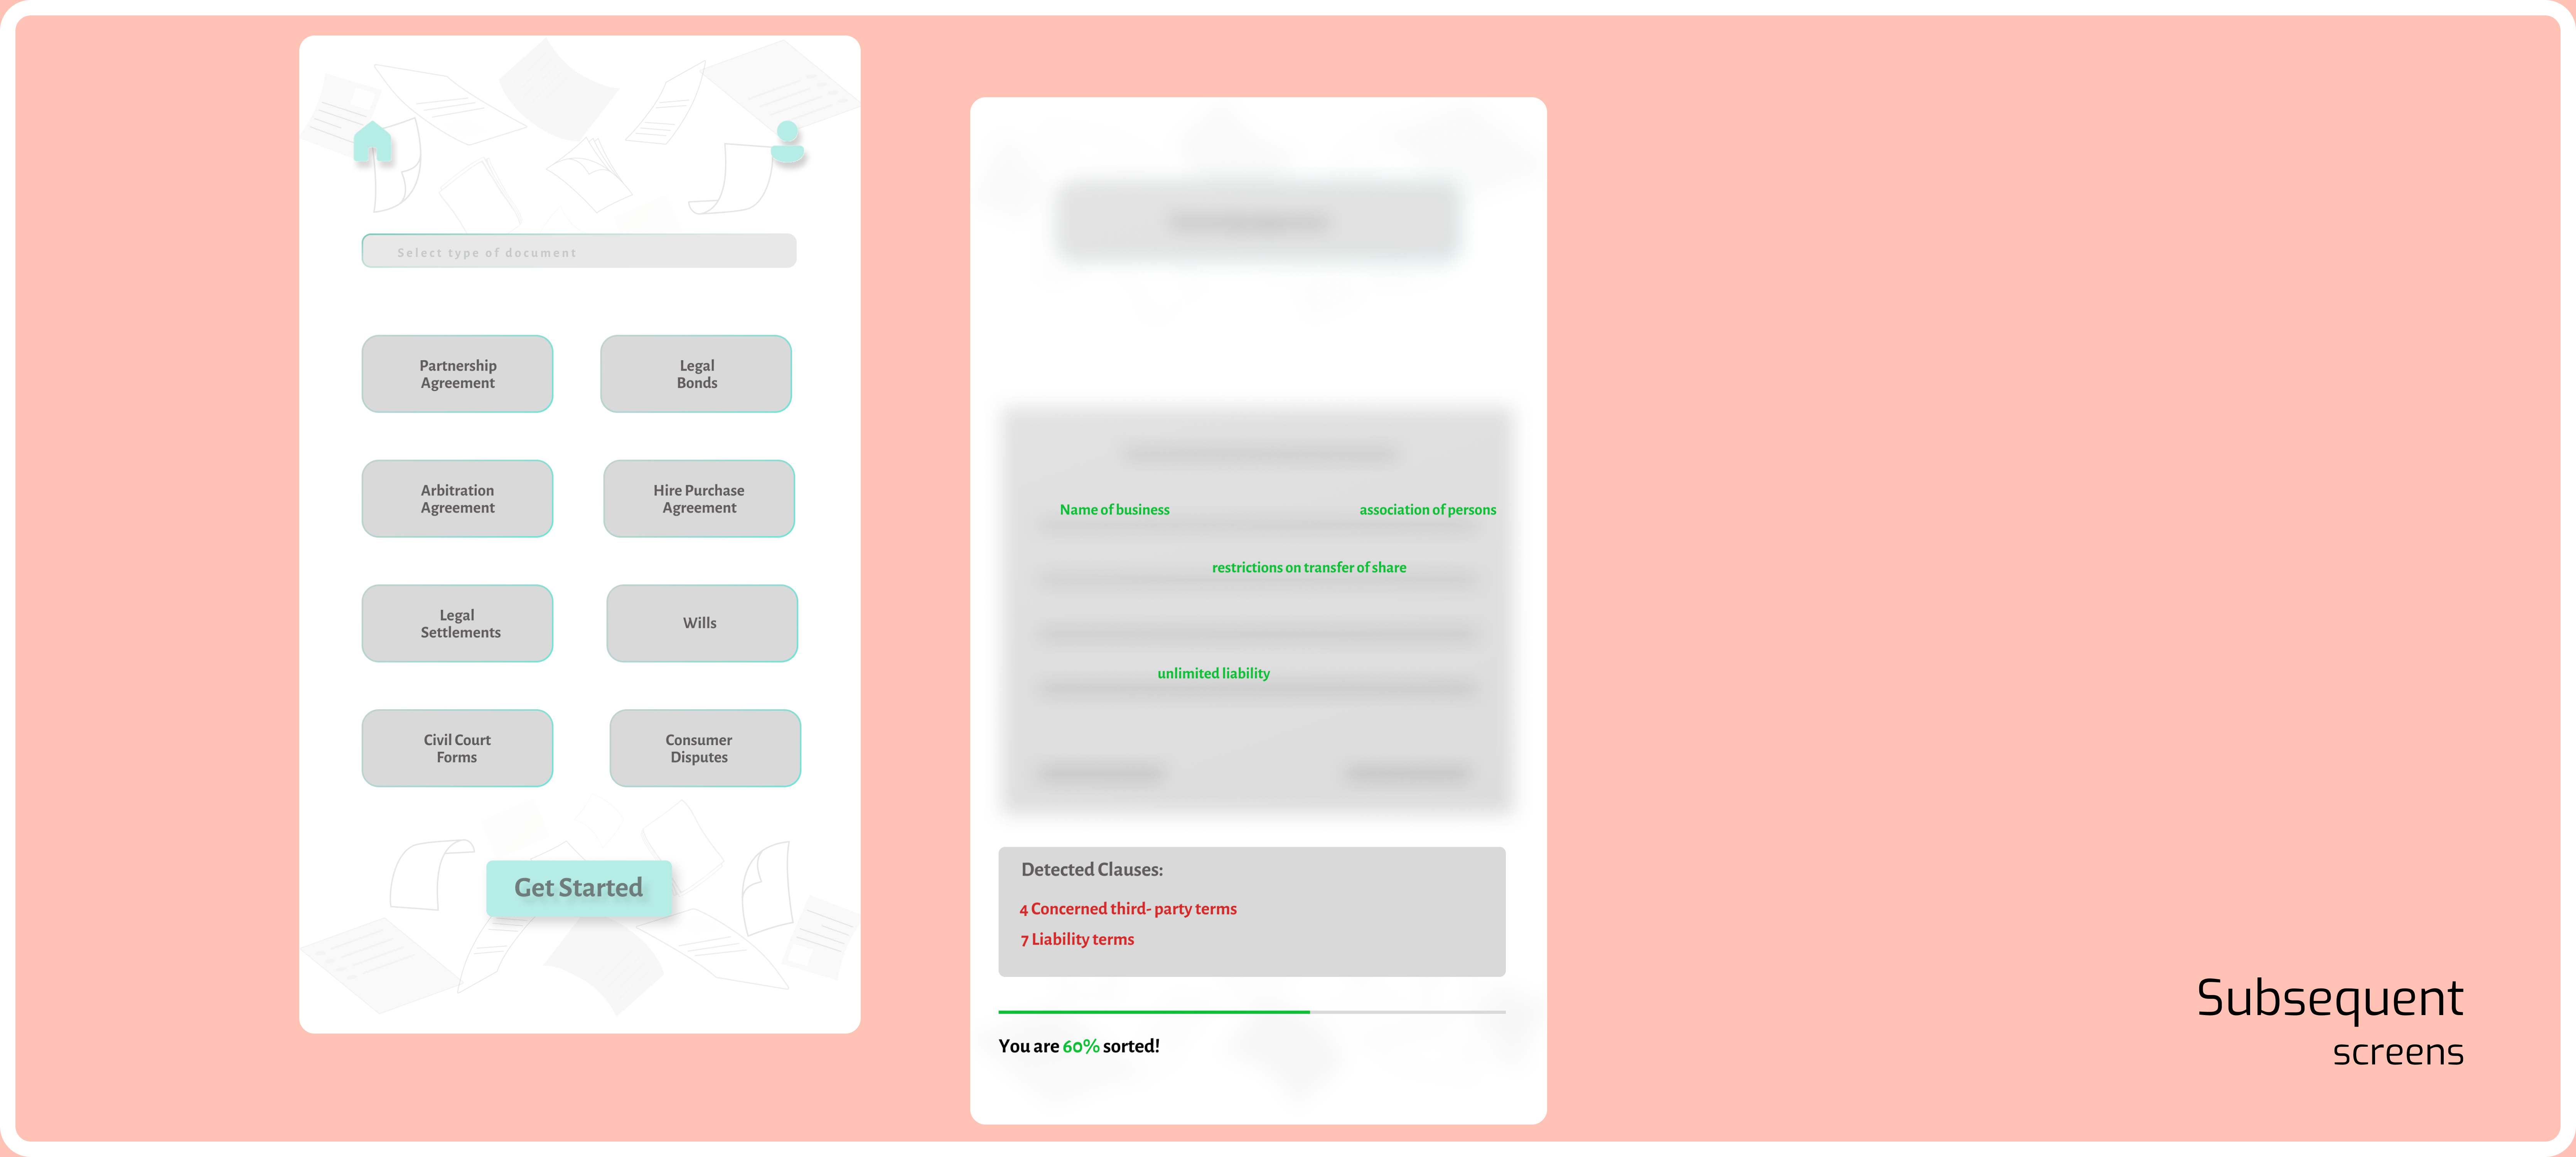 Select type of document
Partnership
Agreement
Legal
Bonds
Arbitration
Agreement
Hire Purchase
Agreement
Legal
Settlements
Wills
Civil Court
Forms
Consumer
Disputes
Get Started
Name of business
association of persons
restrictions on transfer of share
unlimited liability
Detected Clauses:
4 Concerned third- party terms
7 Liability terms
You are 60% sorted!
Subsequent
screens